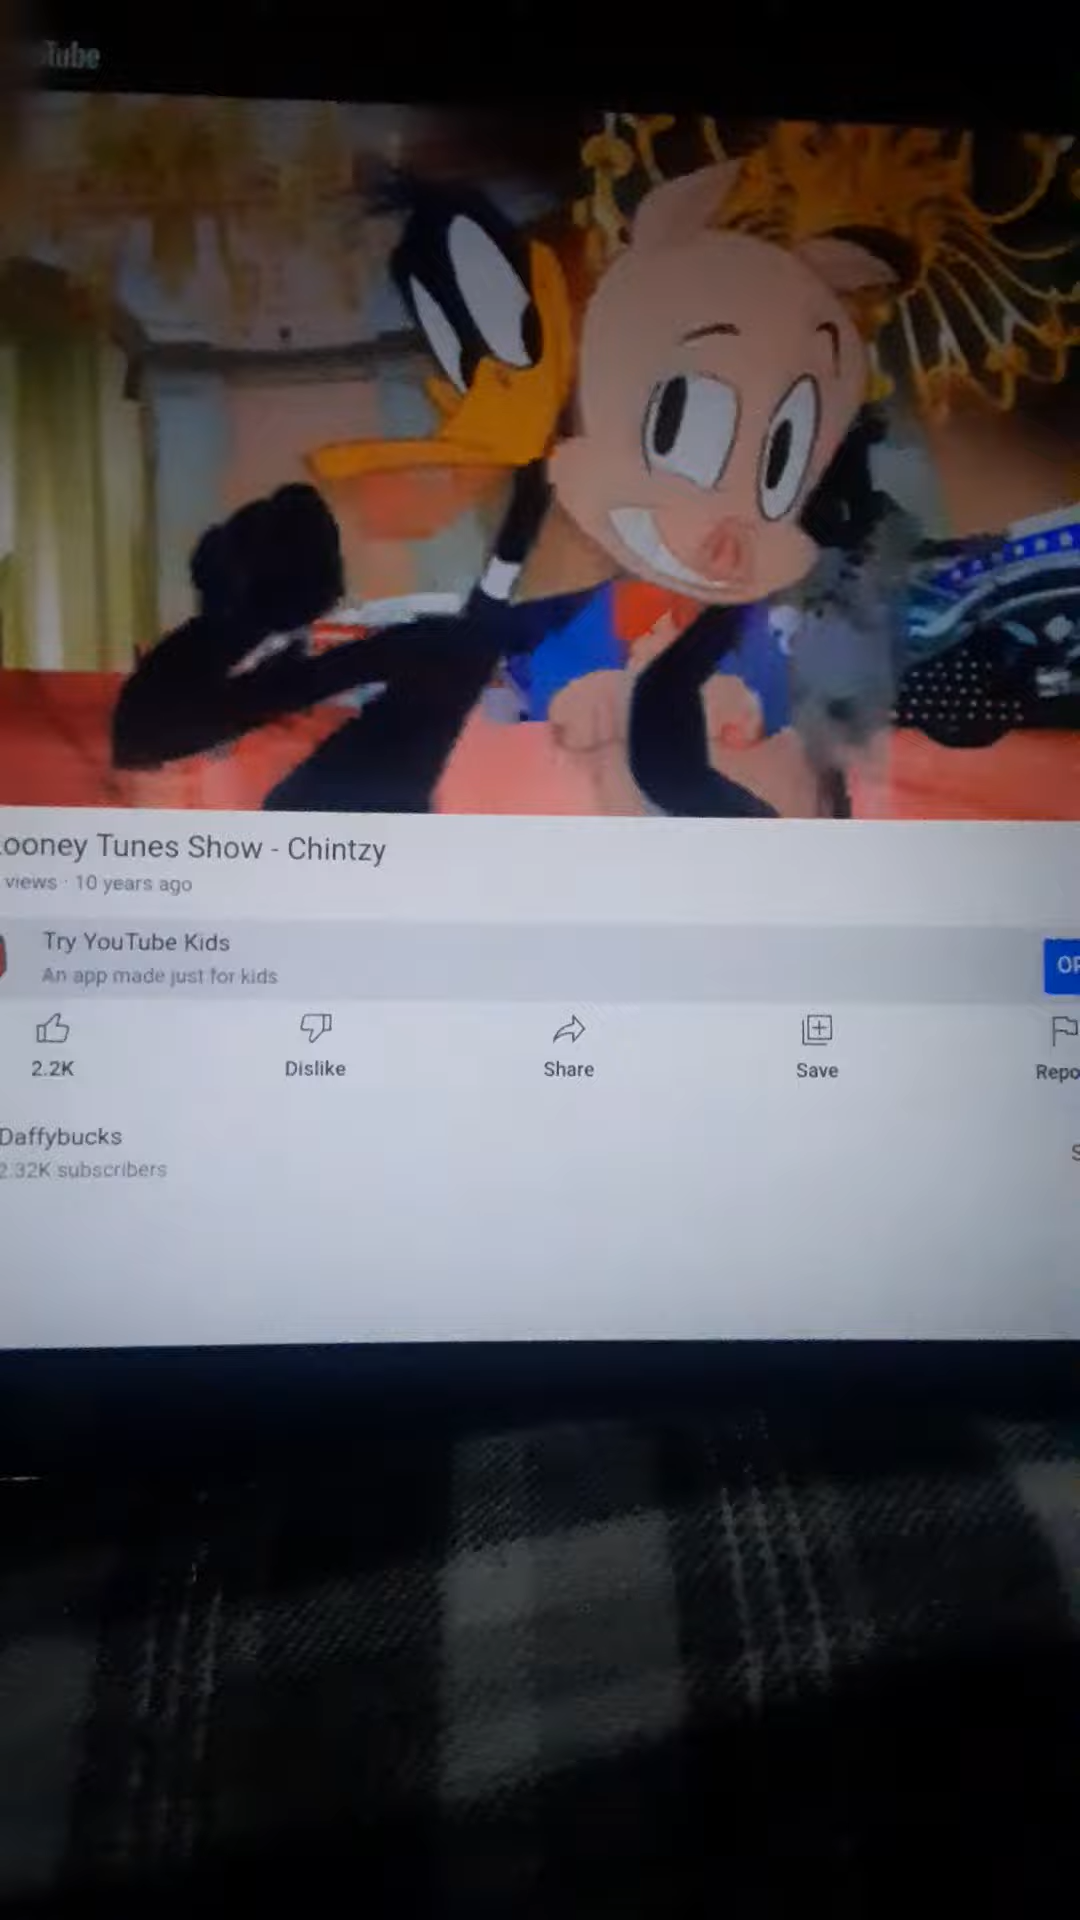 Tube
ooney Tunes Show - Chintzy
views · 10 years ago
Try YouTube Kids
An app made just for kids
OP
2.2K
Dislike
Share
Save
Repo
Daffybucks
2.32K subscribers
S